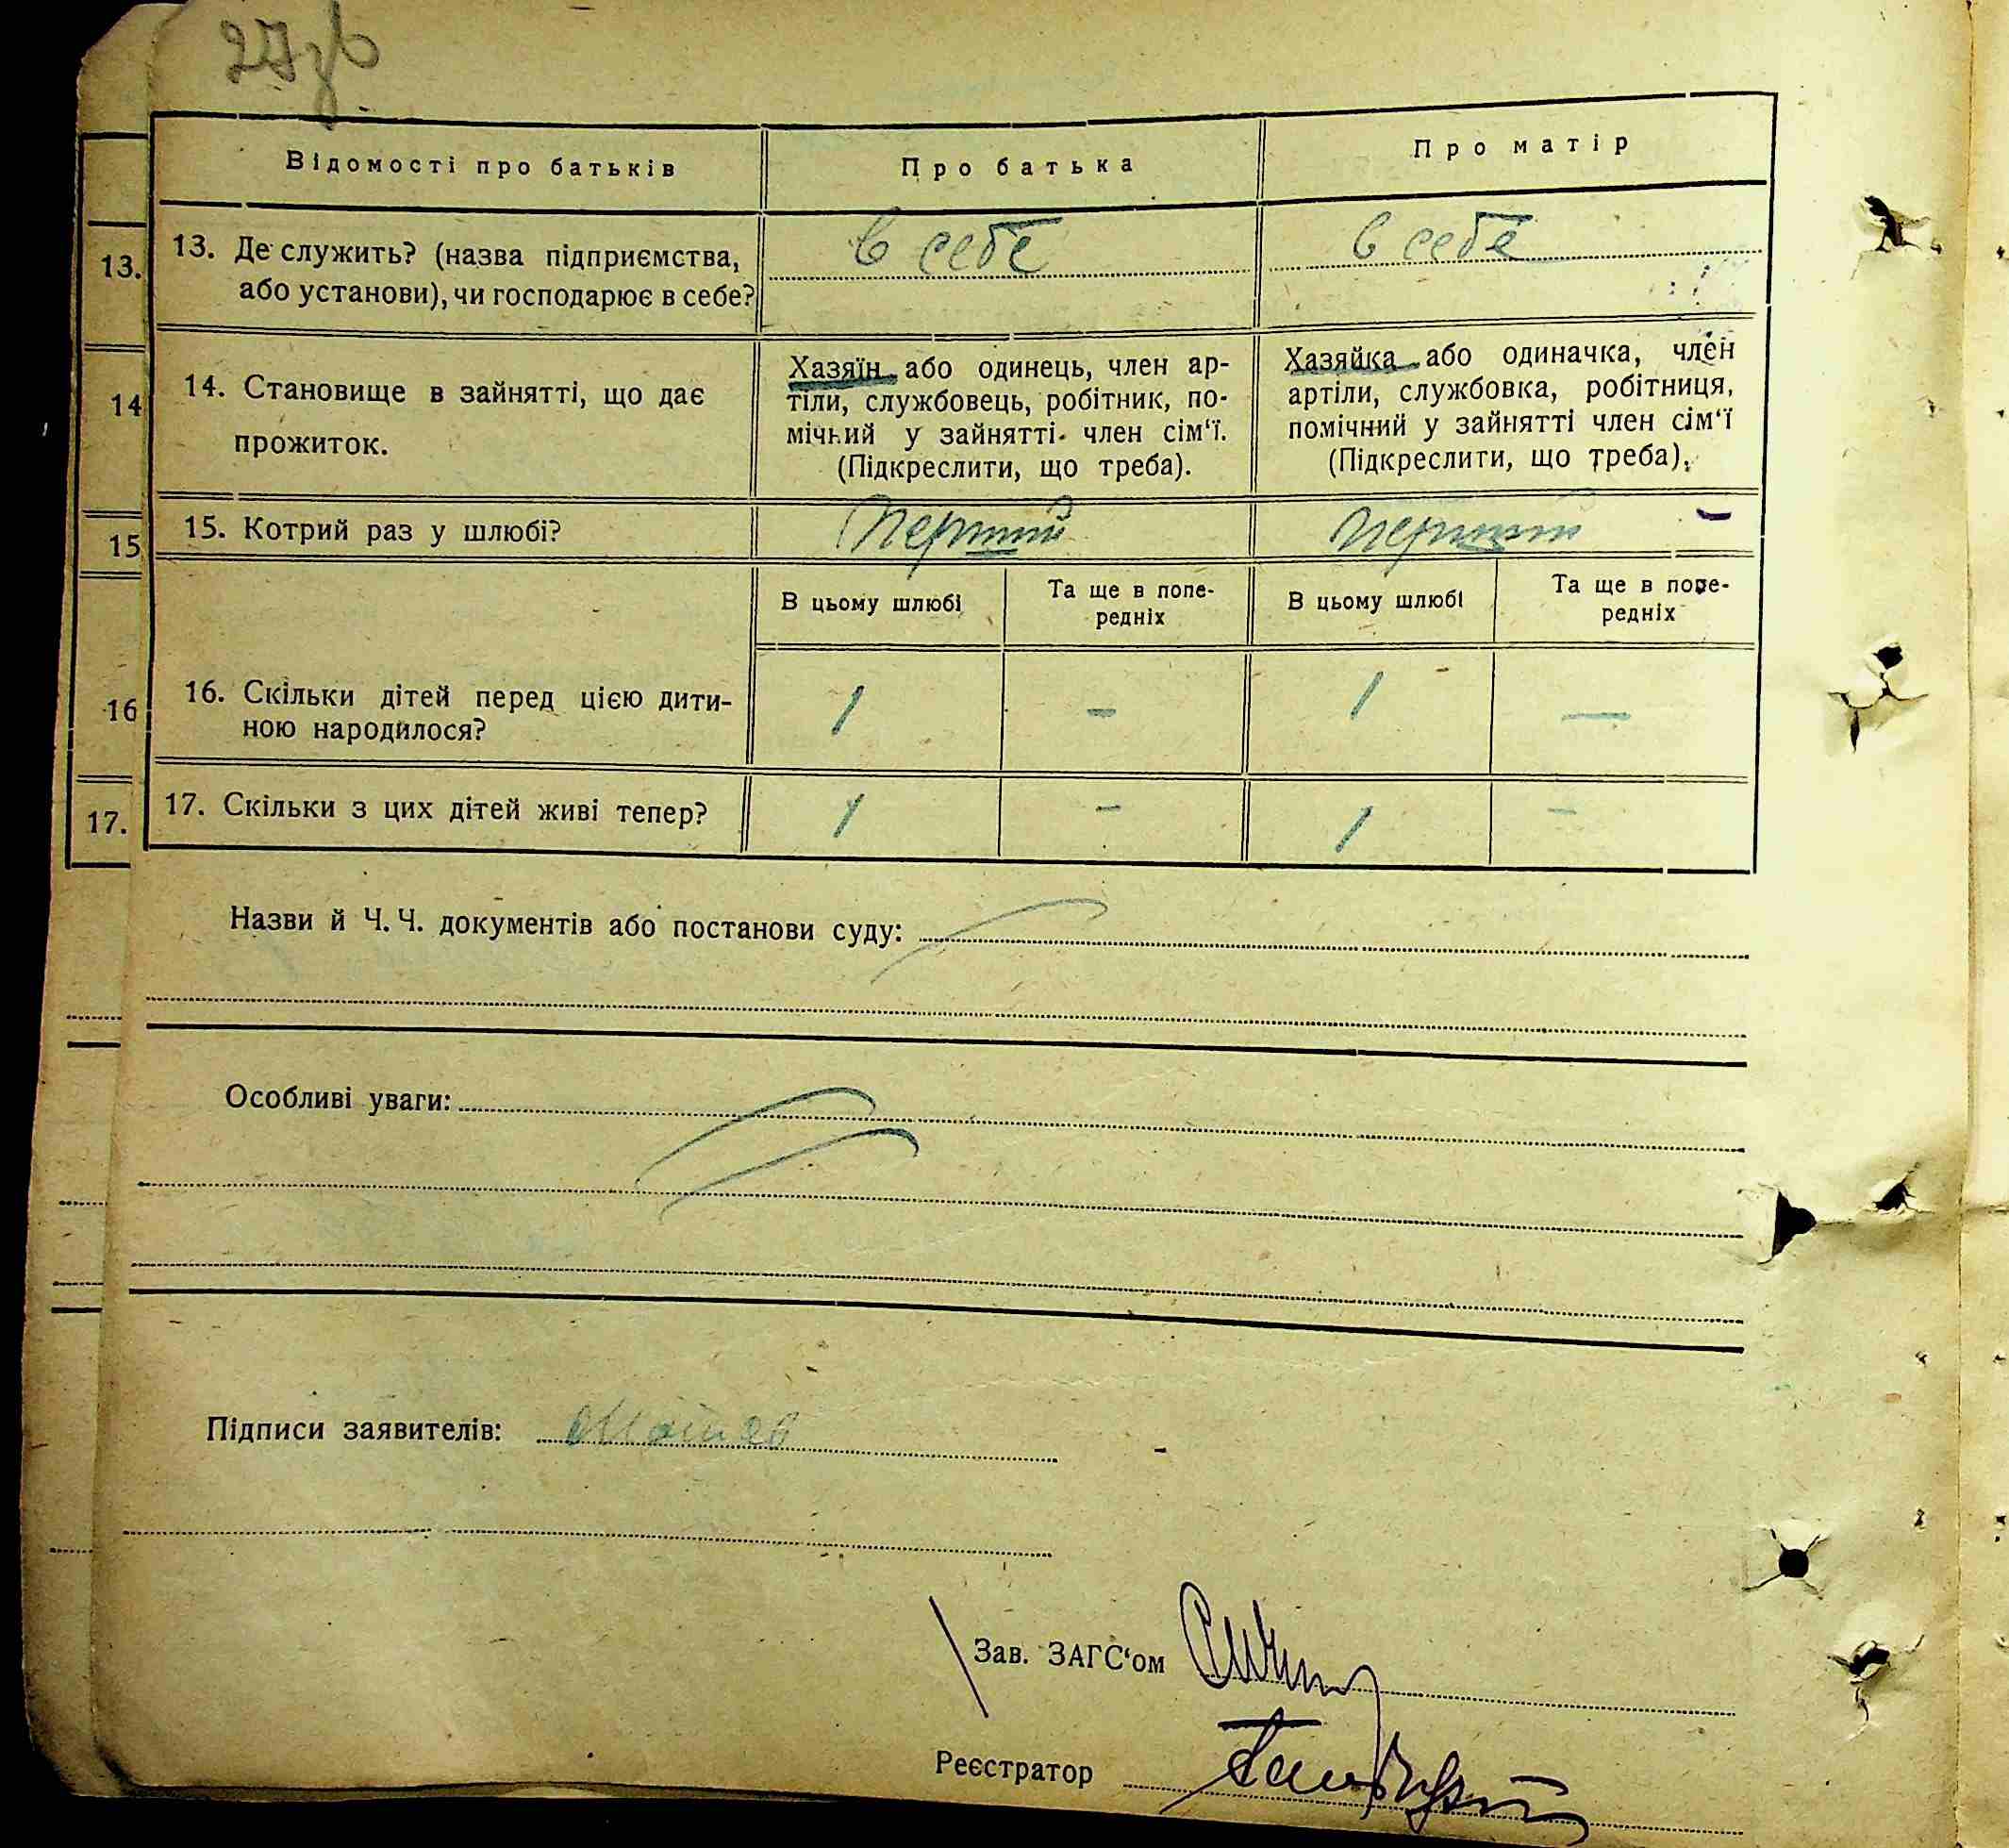 27зв
Відомості про батьків
Про батька
Про матір
13.
13. Де служить? (назва підприємства,
або установи), чи господарює в себе?
в себе
в себе
14
14. Становище в зайнятті, що дає
прожиток.
Хазяїн або одинець, член ар-
тіли, службовець, робітник, по-
мічний у зайнятті член сім‘ї.
(Підкреслити, що треба).
Хазяйка або одиначка, член
артіли, службовка, робітниця,
помічний у зайнятті член сім‘ї
(Підкреслити, що треба).
15
15. Котрий раз у шлюбі?
Перший
Перший
В цьому шлюбі
Та ще в попе-
редніх
В цьому шлюбі
Та ще в попе-
редніх
16
16. Скільки дітей перед цією дити-
ною народилося?
1
-
1
-
17.
17. Скільки з цих дітей живі тепер?
1
-
1
-
Назви й Ч. Ч. документів або постанови суду:
Особливі уваги:
Підписи заявителів:
Зав. ЗАГС‘ом
Реєстратор